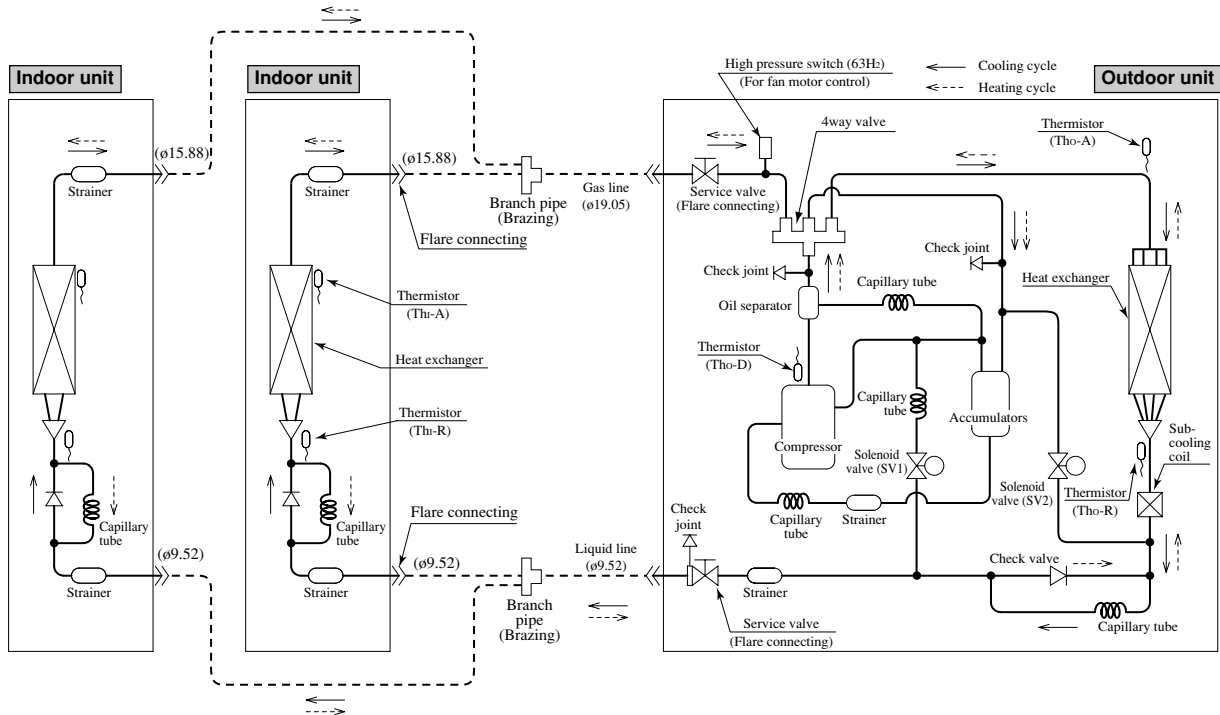 Indoor unit
Indoor unit
High pressure switch (63H2)
(For fan motor control)
Cooling cycle
Heating cycle
Outdoor unit
4way valve
Thermistor
(THO-A)
(ø15.88)
(ø15.88)
Strainer
Strainer
Branch pipe
(Brazing)
Gas line
(ø19.05)
Service valve
(Flare connecting)
Flare connecting
Check joint
Check joint
Capillary
tube
Heat exchanger
Oil separator
Thermistor
(THI-A)
Thermistor
(THO-D)
Heat exchanger
Capillary
tube
Accumulators
Thermistor
(THI-R)
Compressor
Sub-
cooling
coil
Solenoid
valve (SV1)
Solenoid
valve (SV2)
Thermistor
(THO-R)
Capillary
tube
Capillary
tube
Flare connecting
Check
joint
Capillary
tube
Strainer
(ø9.52)
(ø9.52)
Liquid line
(ø9.52)
Check valve
Strainer
Strainer
Branch
pipe
(Brazing)
Strainer
Service valve
(Flare connecting)
Capillary tube